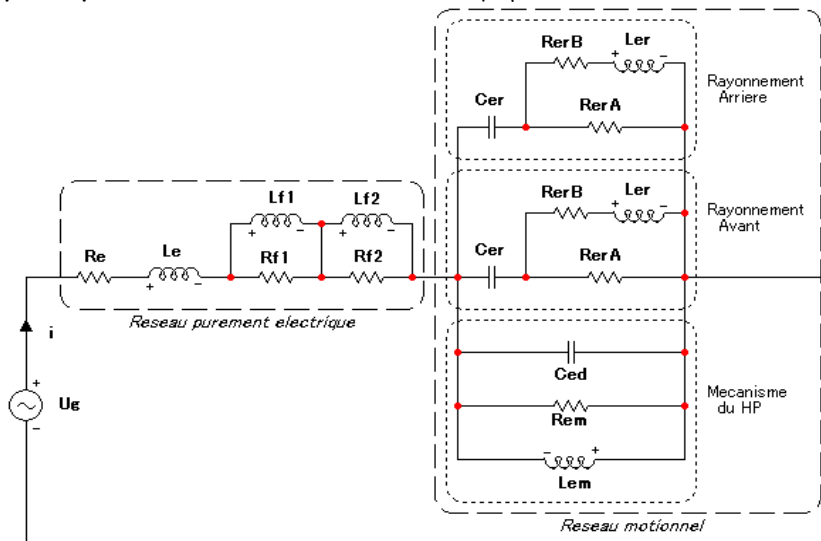 RerB Ler
Rayonnement
Arriere
Cer
RerA
Lf1 Lf2
RerB Ler
Rayonnement
Avant
Re Le
Rf1 Rf2
Cer
RerA
Reseau purement electrique
i
Ced
Ug
Mecanisme
du HP
Rem
Lem
Reseau motionnel